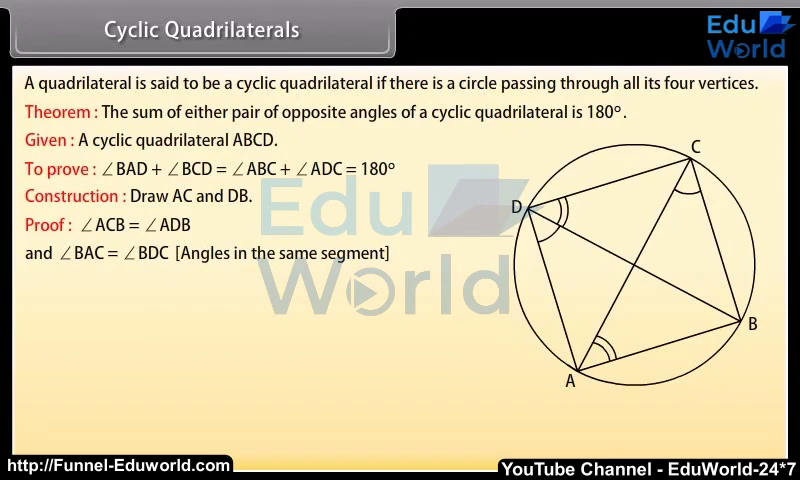 Cyclic Quadrilaterals
Edu
World
A quadrilateral is said to be a cyclic quadrilateral if there is a circle passing through all its four vertices.
Theorem : The sum of either pair of opposite angles of a cyclic quadrilateral is 180°.
Given : A cyclic quadrilateral ABCD.
To prove : ∠BAD + ∠BCD = ∠ABC + ∠ADC = 180°
Construction : Draw AC and DB.
Proof : ∠ACB = ∠ADB
and ∠BAC = ∠BDC [Angles in the same segment]
Edu
World
C
D
B
A
http://Funnel-Eduworld.com
YouTube Channel - EduWorld-24*7